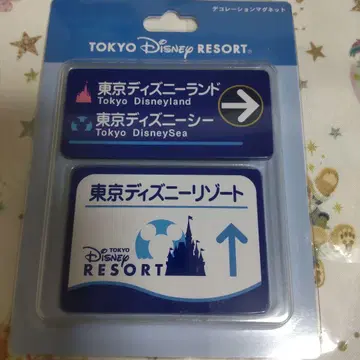 デコレーションマグネット
TOKYO Disney RESORT®
東京ディズニーランド
Tokyo Disneyland
東京ディズニーシー
Tokyo DisneySea
東京ディズニーリゾート
TOKYO
Disney
RESORT